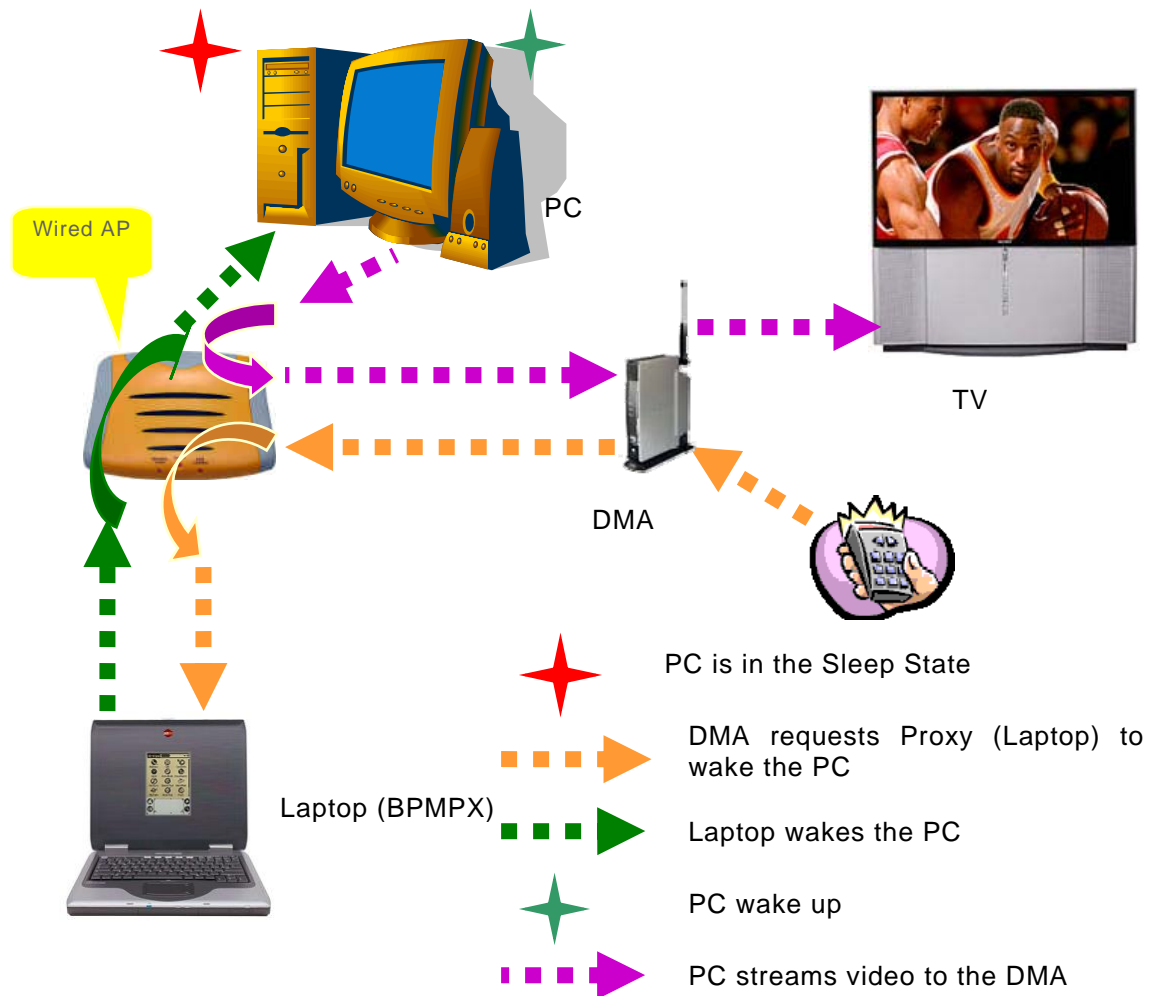 PC
Wired AP
TV
DMA
PC is in the Sleep State
DMA requests Proxy (Laptop) to
wake the PC
Laptop (BPMPX)
Laptop wakes the PC
PC wake up
PC streams video to the DMA